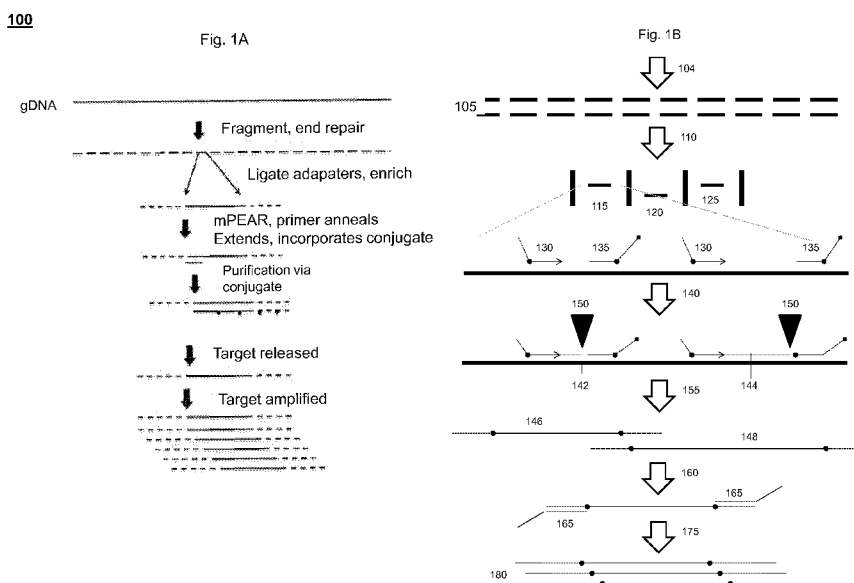 100
Fig. 1A
gDNA
Fragment, end repair
Ligate adapaters, enrich
mPEAR, primer anneals
Extends, incorporates conjugate
Purification via
conjugate
Target released
Target amplified
Fig. 1B
104
105
110
115
120
125
130
135
130
135
140
150
150
142
144
155
146
148
160
165
165
175
180